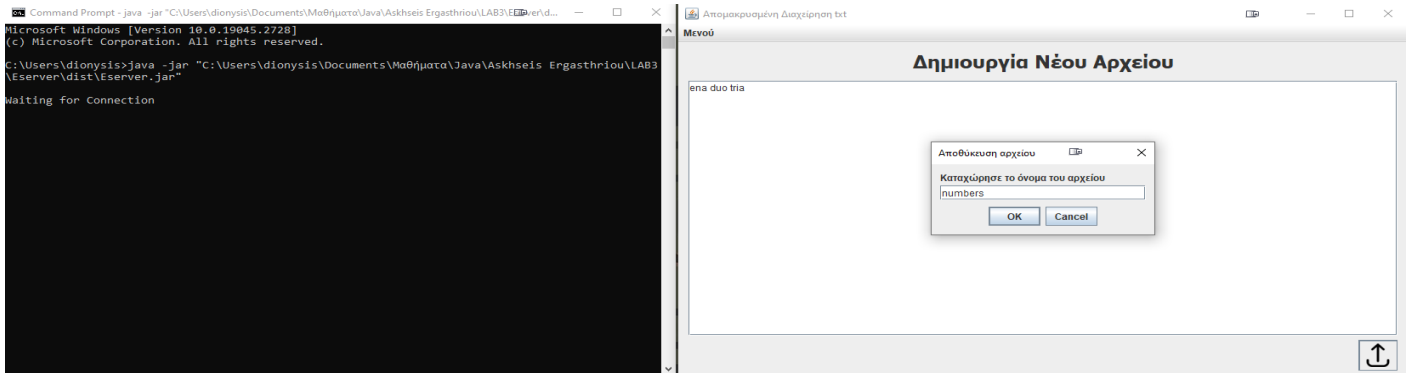 Command Prompt - java -jar "C:\Users\dionysis\Documents\Μαθήματα\Java\Askhseis Ergasthriou\LAB3\Eserver\d...
Microsoft Windows [Version 10.0.19045.2728]
(c) Microsoft Corporation. All rights reserved.
C:\Users\dionysis>java -jar "C:\Users\dionysis\Documents\Μαθήματα\Java\Askhseis Ergasthriou\LAB3
\Eserver\dist\Eserver.jar"
Waiting for Connection
Απομακρυσμένη Διαχείρηση txt
Μενού
Δημιουργία Νέου Αρχείου
ena duo tria
Αποθύκευση αρχείου
Καταχώρησε το όνομα του αρχείου
numbers
OK Cancel